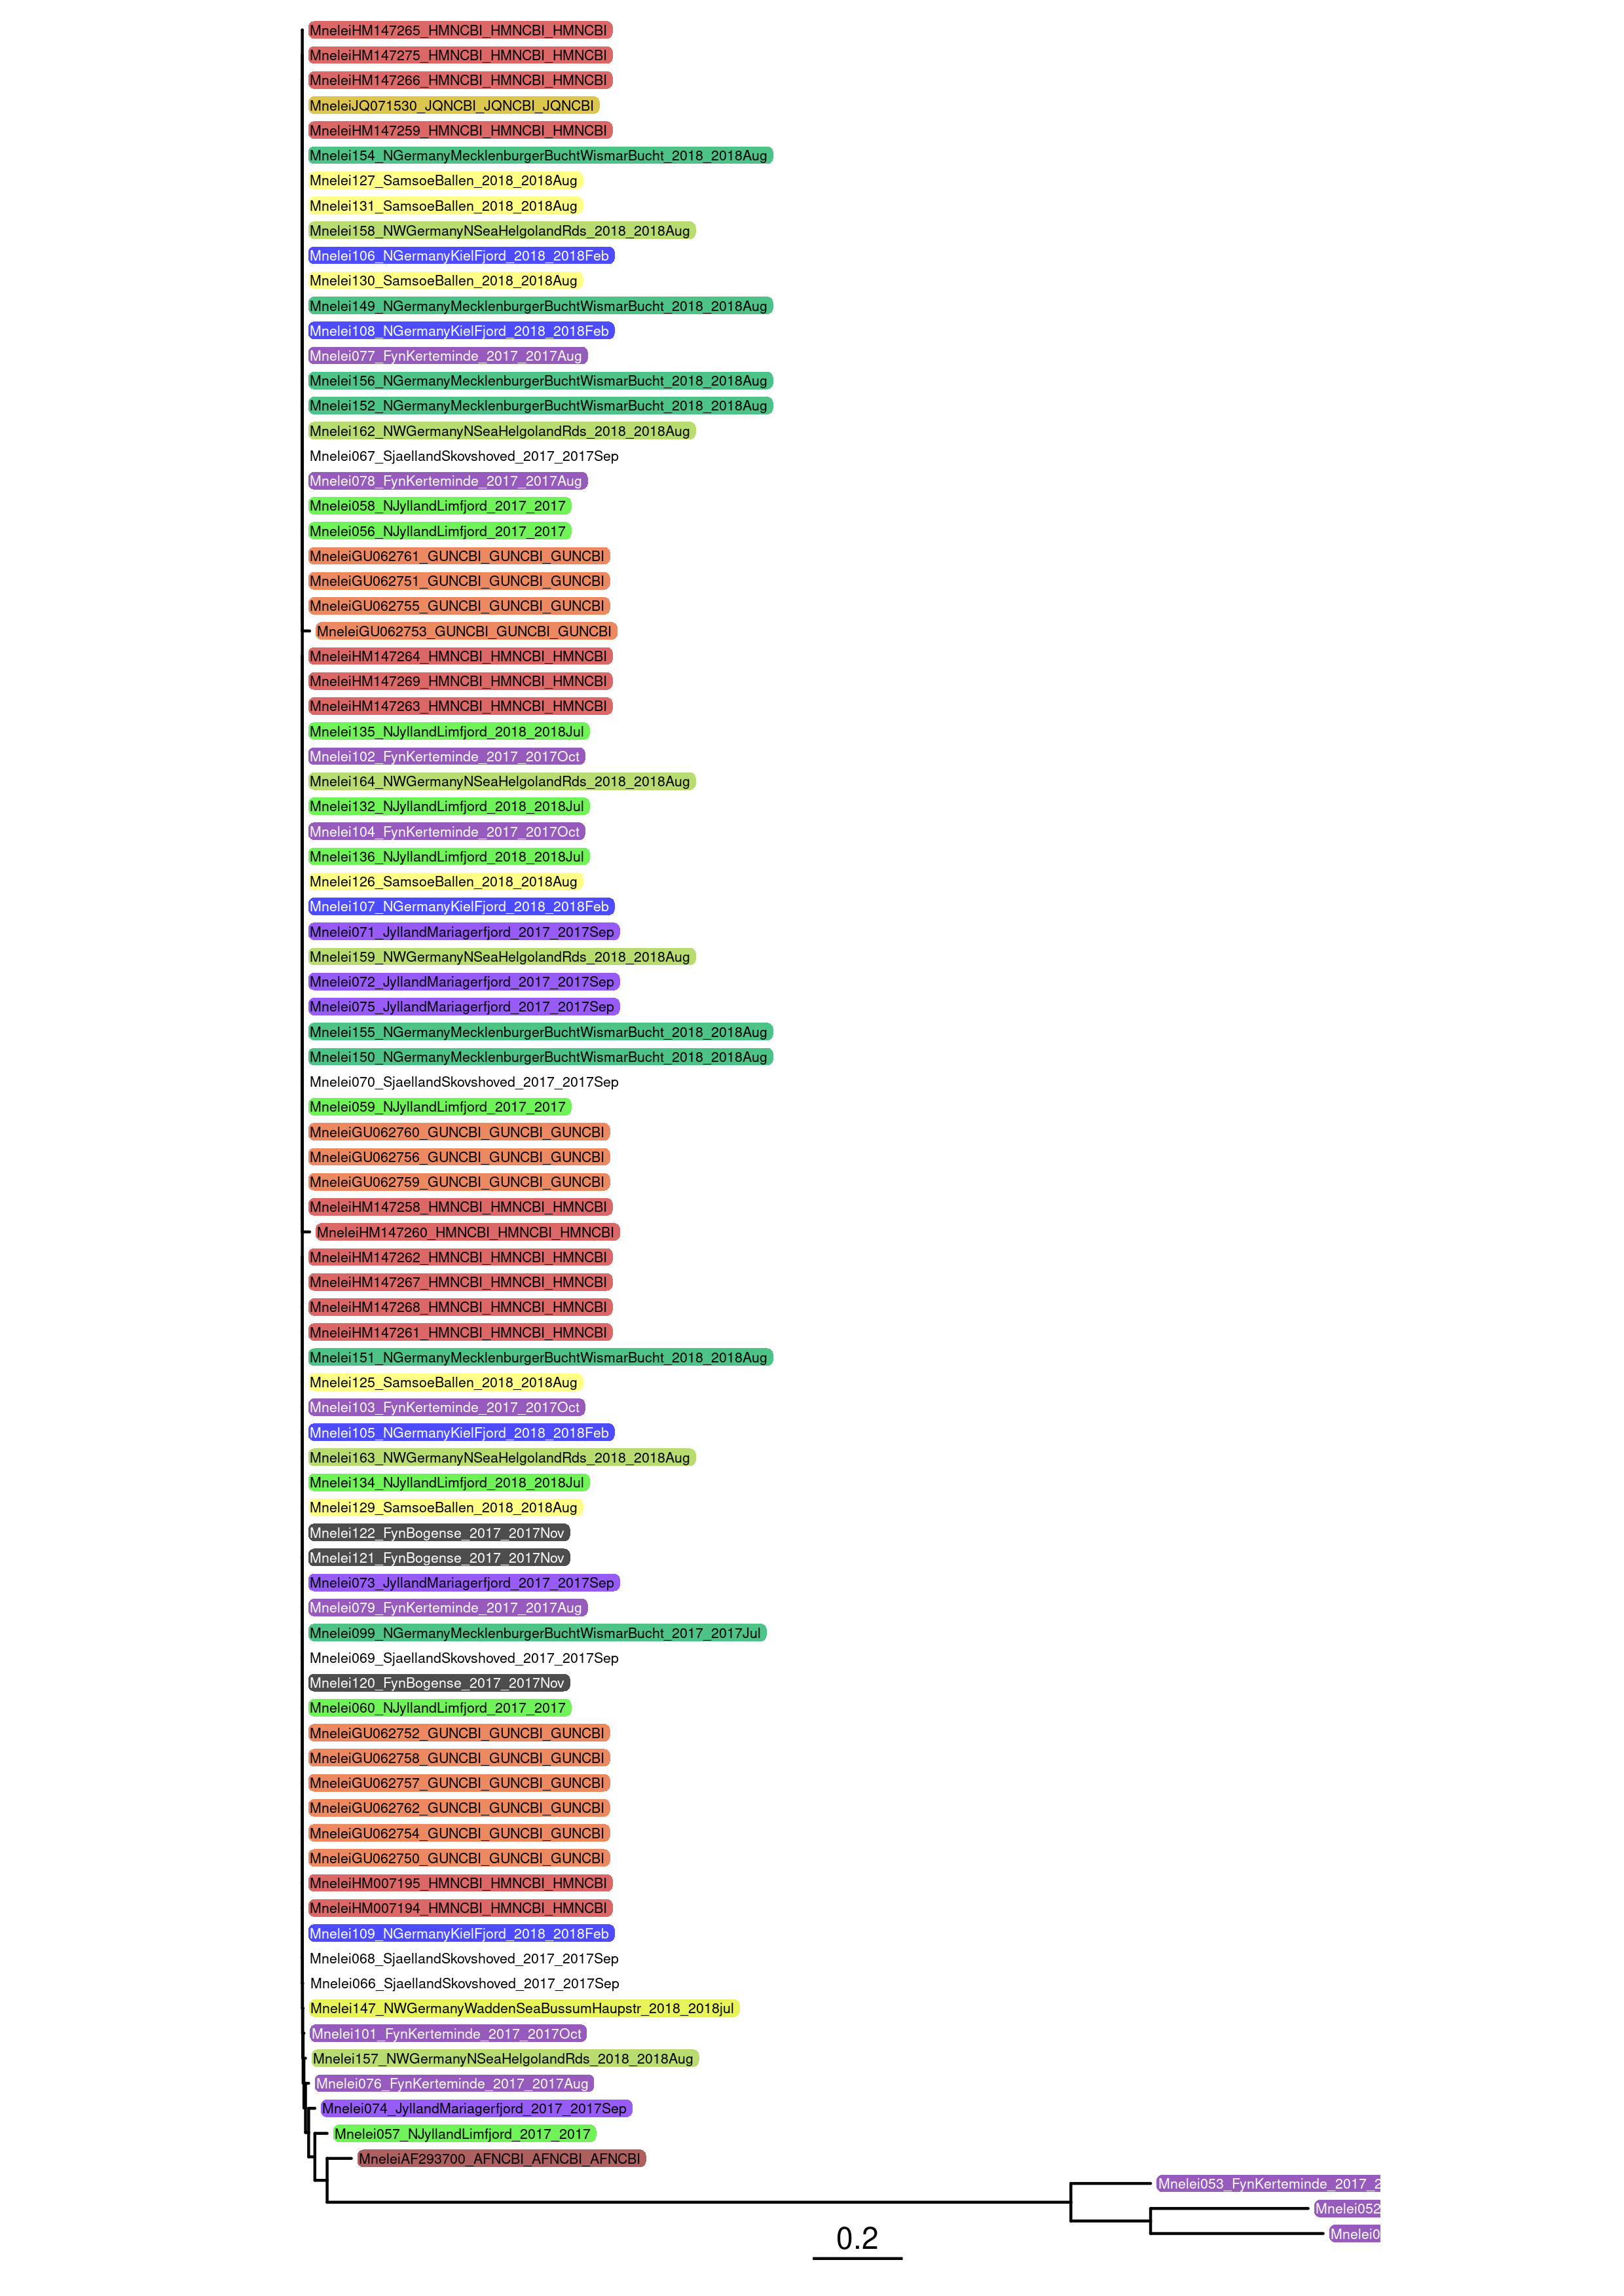 MneleiHM147265_HMNCBI_HMNCBI_HMNCBI
MneleiHM147275_HMNCBI_HMNCBI_HMNCBI
MneleiHM147266_HMNCBI_HMNCBI_HMNCBI
MneleiJQ071530_JQNCBI_JQNCBI_JQNCBI
MneleiHM147259_HMNCBI_HMNCBI_HMNCBI
Mnelei154_NGermanyMecklenburgerBuchtWismarBucht_2018_2018Aug
Mnelei127_SamsoeBallen_2018_2018Aug
Mnelei131_SamsoeBallen_2018_2018Aug
Mnelei158_NWGermanyNSeaHelgolandRds_2018_2018Aug
Mnelei106_NGermanyKielFjord_2018_2018Feb
Mnelei130_SamsoeBallen_2018_2018Aug
Mnelei149_NGermanyMecklenburgerBuchtWismarBucht_2018_2018Aug
Mnelei108_NGermanyKielFjord_2018_2018Feb
Mnelei077_FynKerteminde_2017_2017Aug
Mnelei156_NGermanyMecklenburgerBuchtWismarBucht_2018_2018Aug
Mnelei152_NGermanyMecklenburgerBuchtWismarBucht_2018_2018Aug
Mnelei162_NWGermanyNSeaHelgolandRds_2018_2018Aug
Mnelei067_SjaellandSkovshoved_2017_2017Sep
Mnelei078_FynKerteminde_2017_2017Aug
Mnelei058_NJyllandLimfjord_2017_2017
Mnelei056_NJyllandLimfjord_2017_2017
MneleiGU062761_GUNCBI_GUNCBI_GUNCBI
MneleiGU062751_GUNCBI_GUNCBI_GUNCBI
MneleiGU062755_GUNCBI_GUNCBI_GUNCBI
MneleiGU062753_GUNCBI_GUNCBI_GUNCBI
MneleiHM147264_HMNCBI_HMNCBI_HMNCBI
MneleiHM147269_HMNCBI_HMNCBI_HMNCBI
MneleiHM147263_HMNCBI_HMNCBI_HMNCBI
Mnelei135_NJyllandLimfjord_2018_2018Jul
Mnelei102_FynKerteminde_2017_2017Oct
Mnelei164_NWGermanyNSeaHelgolandRds_2018_2018Aug
Mnelei132_NJyllandLimfjord_2018_2018Jul
Mnelei104_FynKerteminde_2017_2017Oct
Mnelei136_NJyllandLimfjord_2018_2018Jul
Mnelei126_SamsoeBallen_2018_2018Aug
Mnelei107_NGermanyKielFjord_2018_2018Feb
Mnelei071_JyllandMariagerfjord_2017_2017Sep
Mnelei159_NWGermanyNSeaHelgolandRds_2018_2018Aug
Mnelei072_JyllandMariagerfjord_2017_2017Sep
Mnelei075_JyllandMariagerfjord_2017_2017Sep
Mnelei155_NGermanyMecklenburgerBuchtWismarBucht_2018_2018Aug
Mnelei150_NGermanyMecklenburgerBuchtWismarBucht_2018_2018Aug
Mnelei070_SjaellandSkovshoved_2017_2017Sep
Mnelei059_NJyllandLimfjord_2017_2017
MneleiGU062760_GUNCBI_GUNCBI_GUNCBI
MneleiGU062756_GUNCBI_GUNCBI_GUNCBI
MneleiGU062759_GUNCBI_GUNCBI_GUNCBI
MneleiHM147258_HMNCBI_HMNCBI_HMNCBI
MneleiHM147260_HMNCBI_HMNCBI_HMNCBI
MneleiHM147262_HMNCBI_HMNCBI_HMNCBI
MneleiHM147267_HMNCBI_HMNCBI_HMNCBI
MneleiHM147268_HMNCBI_HMNCBI_HMNCBI
MneleiHM147261_HMNCBI_HMNCBI_HMNCBI
Mnelei151_NGermanyMecklenburgerBuchtWismarBucht_2018_2018Aug
Mnelei125_SamsoeBallen_2018_2018Aug
Mnelei103_FynKerteminde_2017_2017Oct
Mnelei105_NGermanyKielFjord_2018_2018Feb
Mnelei163_NWGermanyNSeaHelgolandRds_2018_2018Aug
Mnelei134_NJyllandLimfjord_2018_2018Jul
Mnelei129_SamsoeBallen_2018_2018Aug
Mnelei122_FynBogense_2017_2017Nov
Mnelei121_FynBogense_2017_2017Nov
Mnelei073_JyllandMariagerfjord_2017_2017Sep
Mnelei079_FynKerteminde_2017_2017Aug
Mnelei099_NGermanyMecklenburgerBuchtWismarBucht_2017_2017Jul
Mnelei069_SjaellandSkovshoved_2017_2017Sep
Mnelei120_FynBogense_2017_2017Nov
Mnelei060_NJyllandLimfjord_2017_2017
MneleiGU062752_GUNCBI_GUNCBI_GUNCBI
MneleiGU062758_GUNCBI_GUNCBI_GUNCBI
MneleiGU062757_GUNCBI_GUNCBI_GUNCBI
MneleiGU062762_GUNCBI_GUNCBI_GUNCBI
MneleiGU062754_GUNCBI_GUNCBI_GUNCBI
MneleiGU062750_GUNCBI_GUNCBI_GUNCBI
MneleiHM007195_HMNCBI_HMNCBI_HMNCBI
MneleiHM007194_HMNCBI_HMNCBI_HMNCBI
Mnelei109_NGermanyKielFjord_2018_2018Feb
Mnelei068_SjaellandSkovshoved_2017_2017Sep
Mnelei066_SjaellandSkovshoved_2017_2017Sep
Mnelei147_NWGermanyWaddenSeaBussumHaupstr_2018_2018jul
Mnelei101_FynKerteminde_2017_2017Oct
Mnelei157_NWGermanyNSeaHelgolandRds_2018_2018Aug
Mnelei076_FynKerteminde_2017_2017Aug
Mnelei074_JyllandMariagerfjord_2017_2017Sep
Mnelei057_NJyllandLimfjord_2017_2017
MneleiAF293700_AFNCBI_AFNCBI_AFNCBI
Mnelei053_FynKerteminde_2017_2
Mnelei052
Mnelei0
0.2